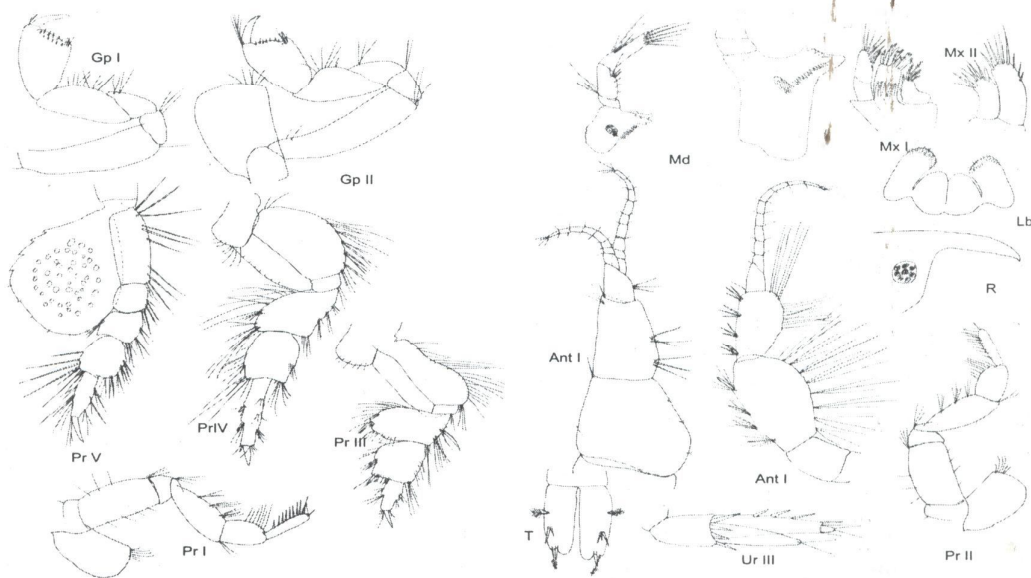 Gp I
Gp II
Pr V
PrIV
Pr III
Pr I
Md
Mx II
Mx I
Lb
R
Ant I
Ant I
T
Ur III
Pr II